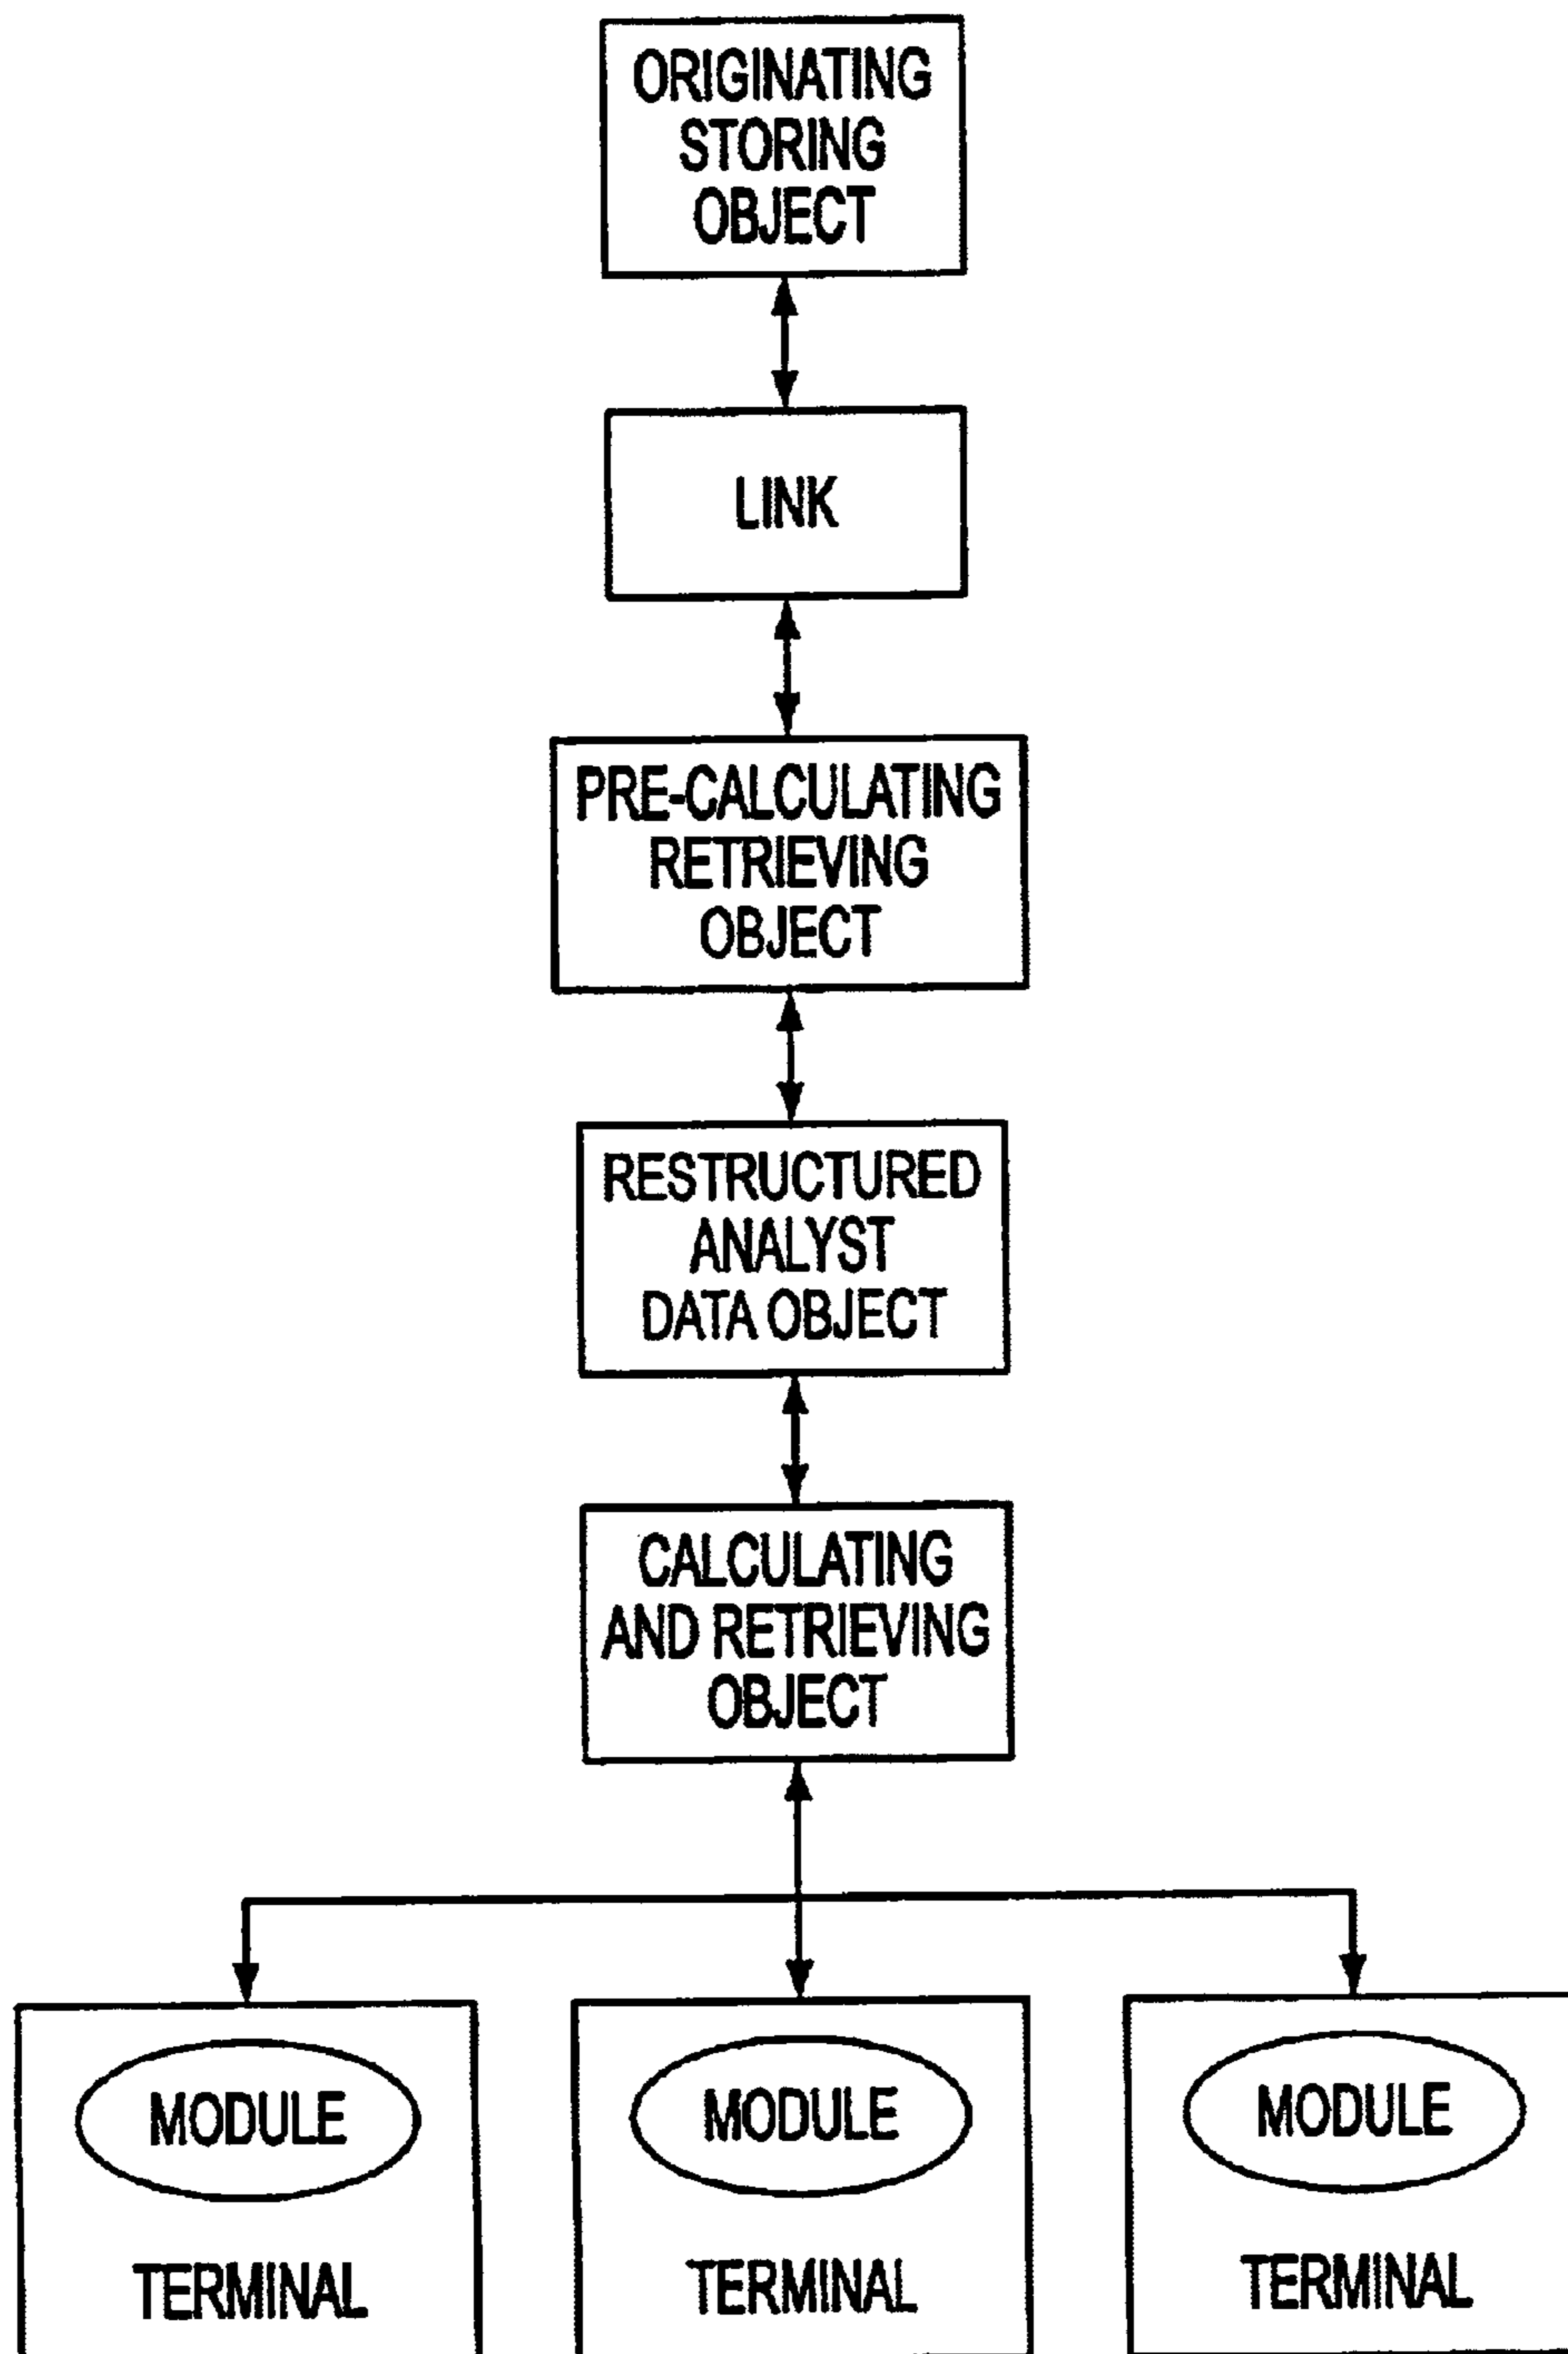 ORIGINATING
STORING
OBJECT
LINK
PRE-CALCULATING
RETRIEVING
OBJECT
RESTRUCTURED
ANALYST
DATA OBJECT
CALCULATING
AND RETRIEVING
OBJECT
MODULE
TERMINAL
MODULE
TERMINAL
MODULE
TERMINAL